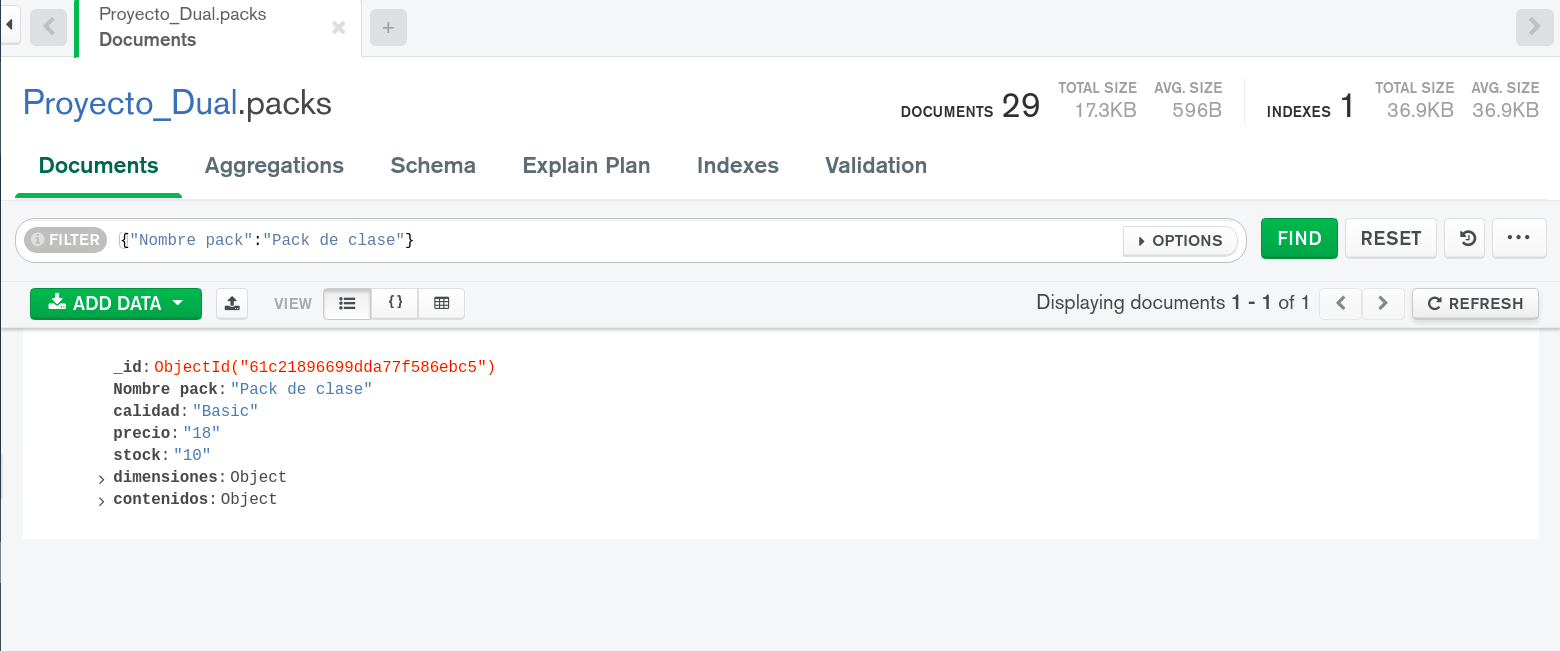 Proyecto_Dual.packs
Documents
Proyecto_Dual.packs
DOCUMENTS 29 TOTAL SIZE 17.3KB AVG. SIZE 596B INDEXES 1 TOTAL SIZE 36.9KB AVG. SIZE 36.9KB
Documents Aggregations Schema Explain Plan Indexes Validation
FILTER {"Nombre pack":"Pack de clase"} OPTIONS FIND RESET
ADD DATA VIEW {} Displaying documents 1 - 1 of 1 REFRESH
_id: ObjectId("61c21896699dda77f586ebc5")
Nombre pack: "Pack de clase"
calidad: "Basic"
precio: "18"
stock: "10"
dimensiones: Object
contenidos: Object